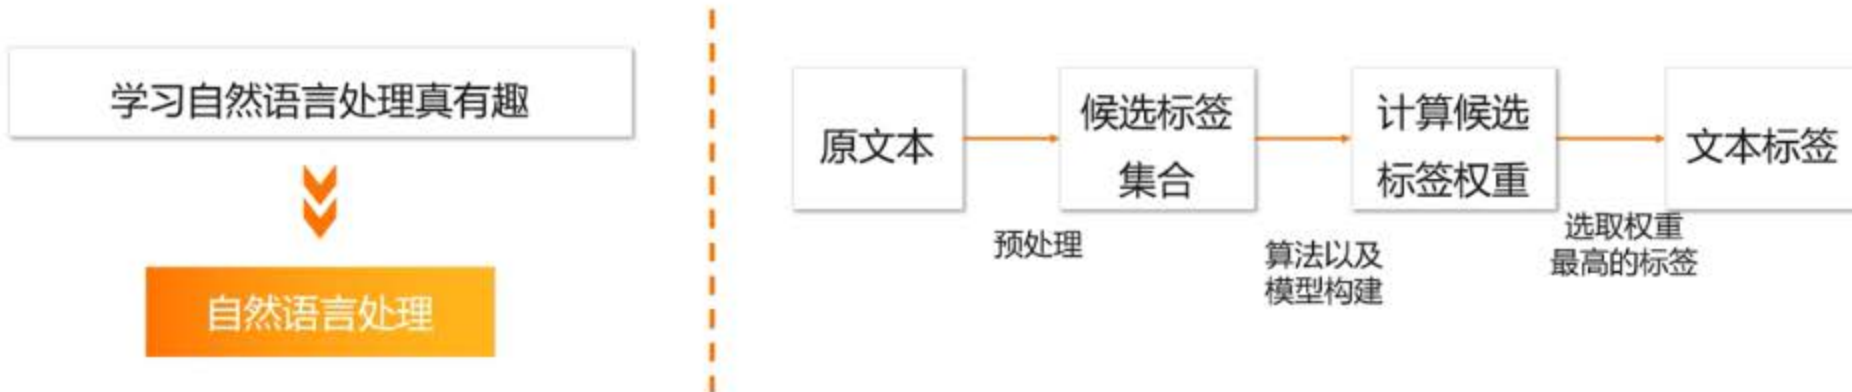 学习自然语言处理真有趣
自然语言处理
原文本
候选标签
集合
计算候选
标签权重
文本标签
预处理
算法以及
模型构建
选取权重
最高的标签